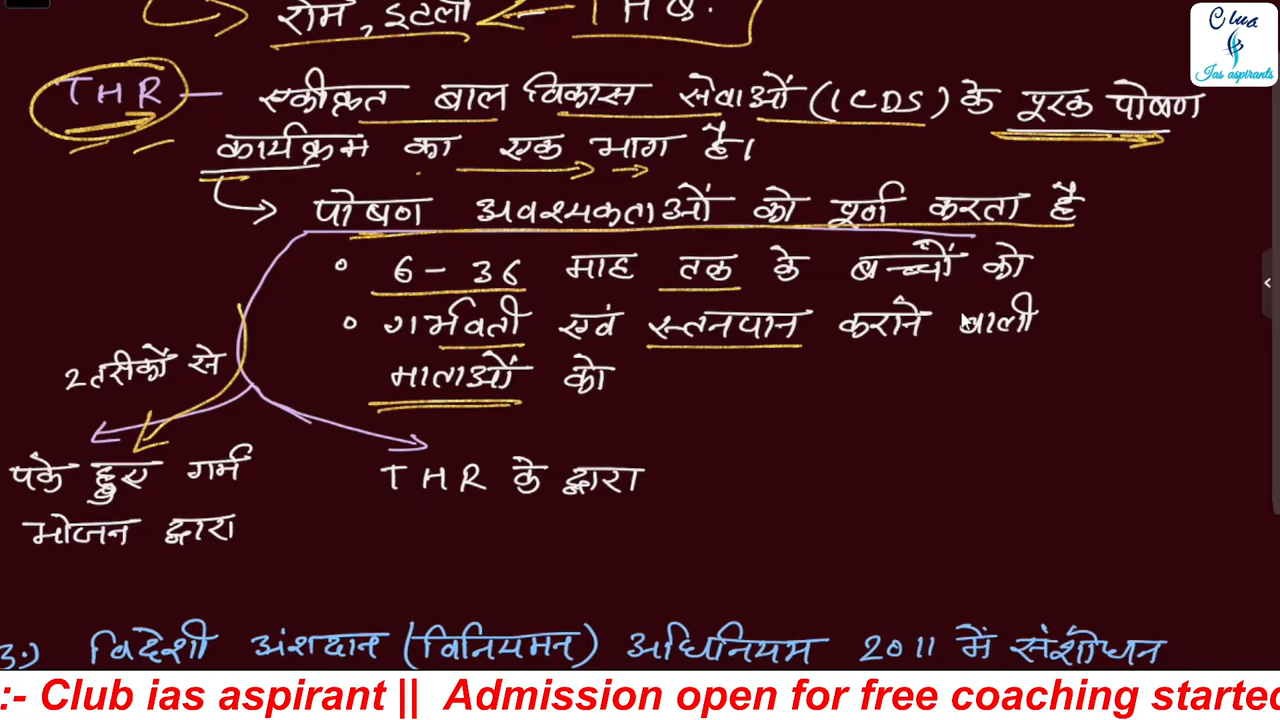 रोम, इटली ← THR.
Club
Ias aspirants
THR — एकीकृत बाल विकास सेवाओं (ICDS) के पूरक पोषण
कार्यक्रम का एक भाग है।
पोषण अवश्यकताओं को पूर्ण करता है
• 6-36 माह तक के बच्चों को
• गर्भवती एवं स्तनपान कराने वाली
माताओं को
2 तरीकों से
पके हुए गर्म
भोजन द्वारा
THR के द्वारा
3.) विदेशी अंशदान (विनियमन) अधिनियम 2011 में संशोधन
:- Club ias aspirant || Admission open for free coaching started